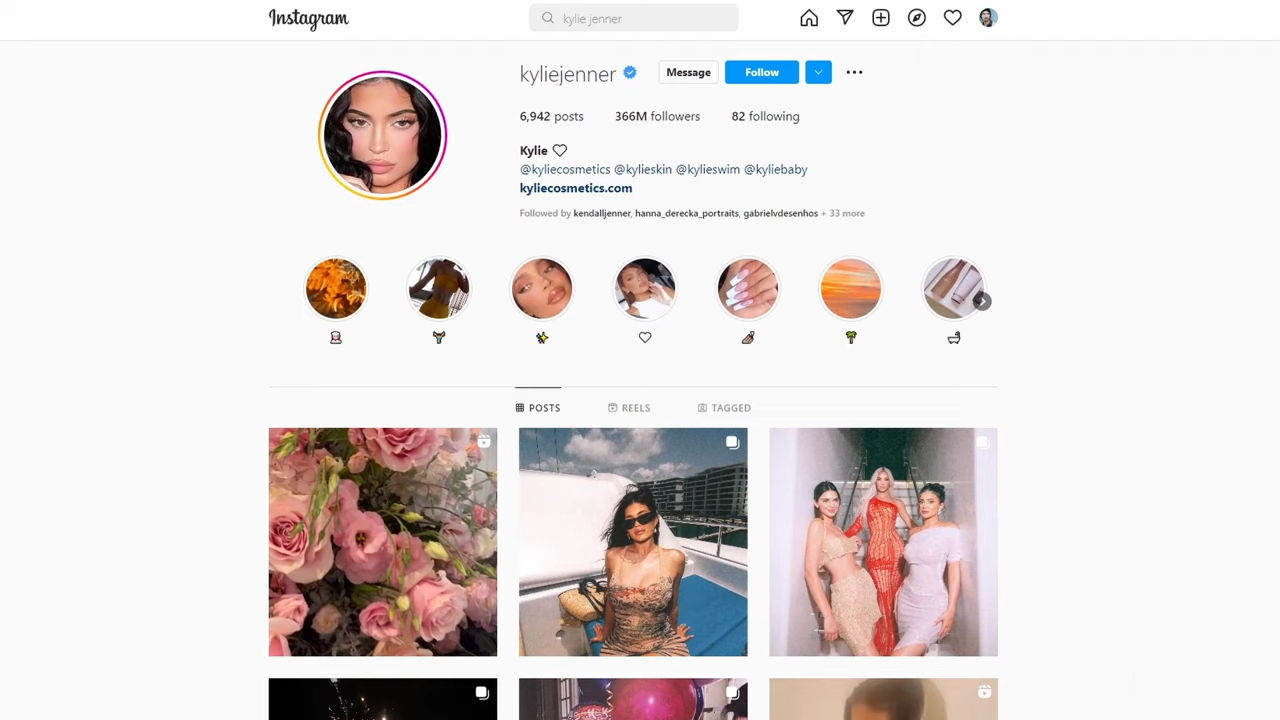 Instagram
kylie jenner
kyliejenner Message Follow
6,942 posts 366M followers 82 following
Kylie ♡
@kyliecosmetics @kylieskin @kylieswim @kyliebaby
kyliecosmetics.com
Followed by kendalljenner, hanna_derecka_portraits, gabrielvdesenhos + 33 more
POSTS REELS TAGGED